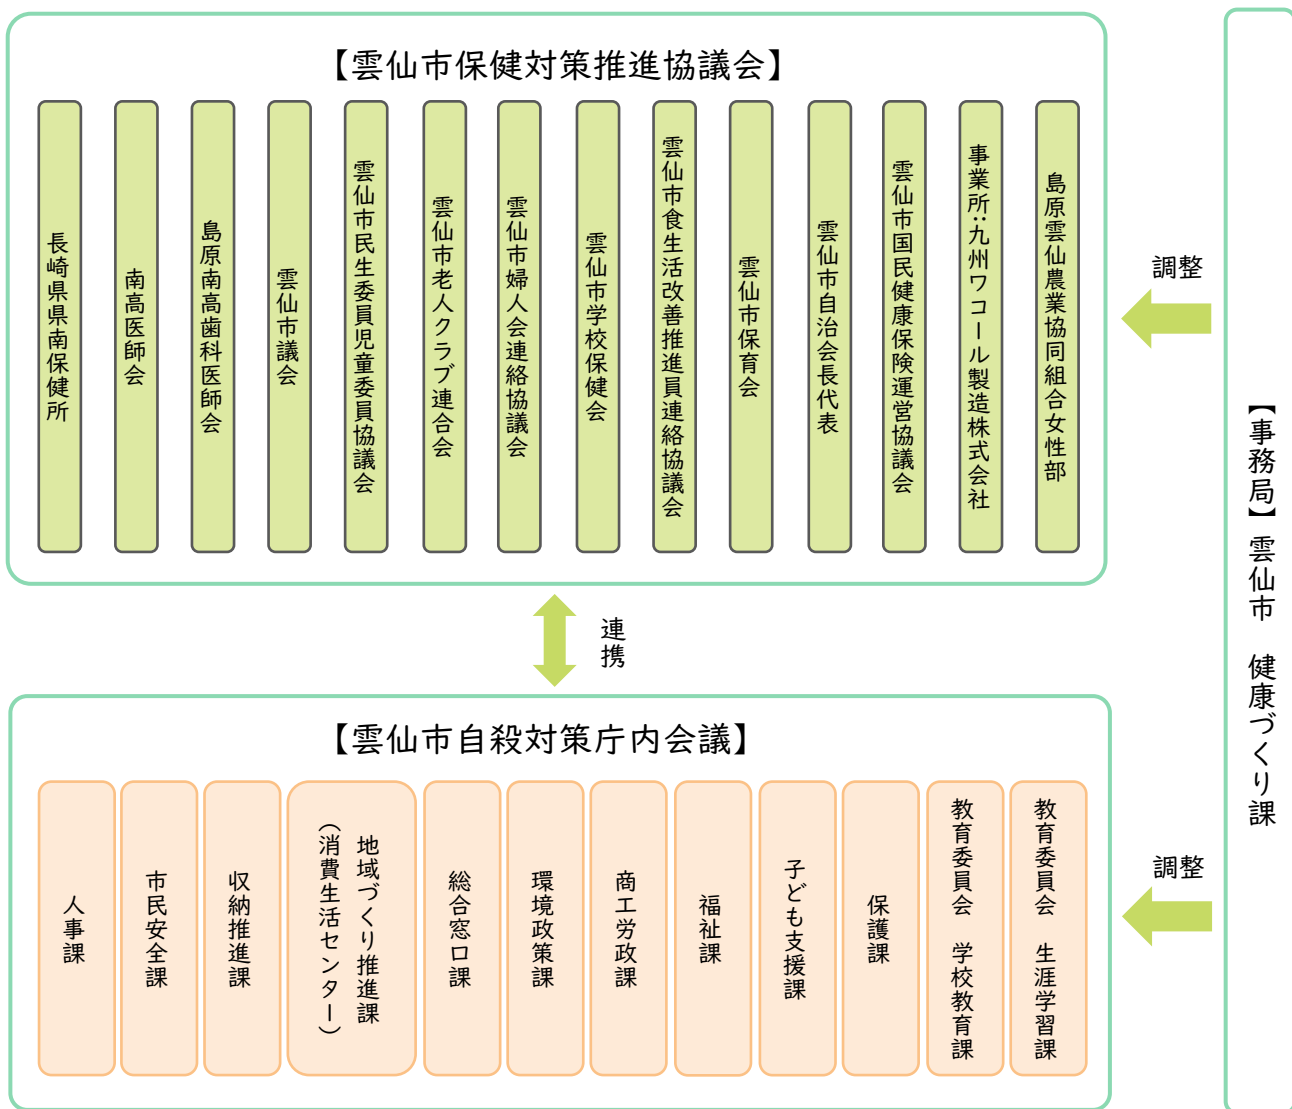 【雲仙市保健対策推進協議会】
長崎県県南保健所
南高医師会
島原南高歯科医師会
雲仙市議会
雲仙市民生委員児童委員協議会
雲仙市老人クラブ連合会
雲仙市婦人会連絡協議会
雲仙市学校保健会
雲仙市食生活改善推進員連絡協議会
雲仙市保育会
雲仙市自治会長代表
雲仙市国民健康保険運営協議会
事業所:九州ワコール製造株式会社
島原雲仙農業協同組合女性部
調整
連携
【雲仙市自殺対策庁内会議】
人事課
市民安全課
収納推進課
地域づくり推進課
(消費生活センター)
総合窓口課
環境政策課
商工労政課
福祉課
子ども支援課
保護課
教育委員会　学校教育課
教育委員会　生涯学習課
調整
【事務局】雲仙市　健康づくり課